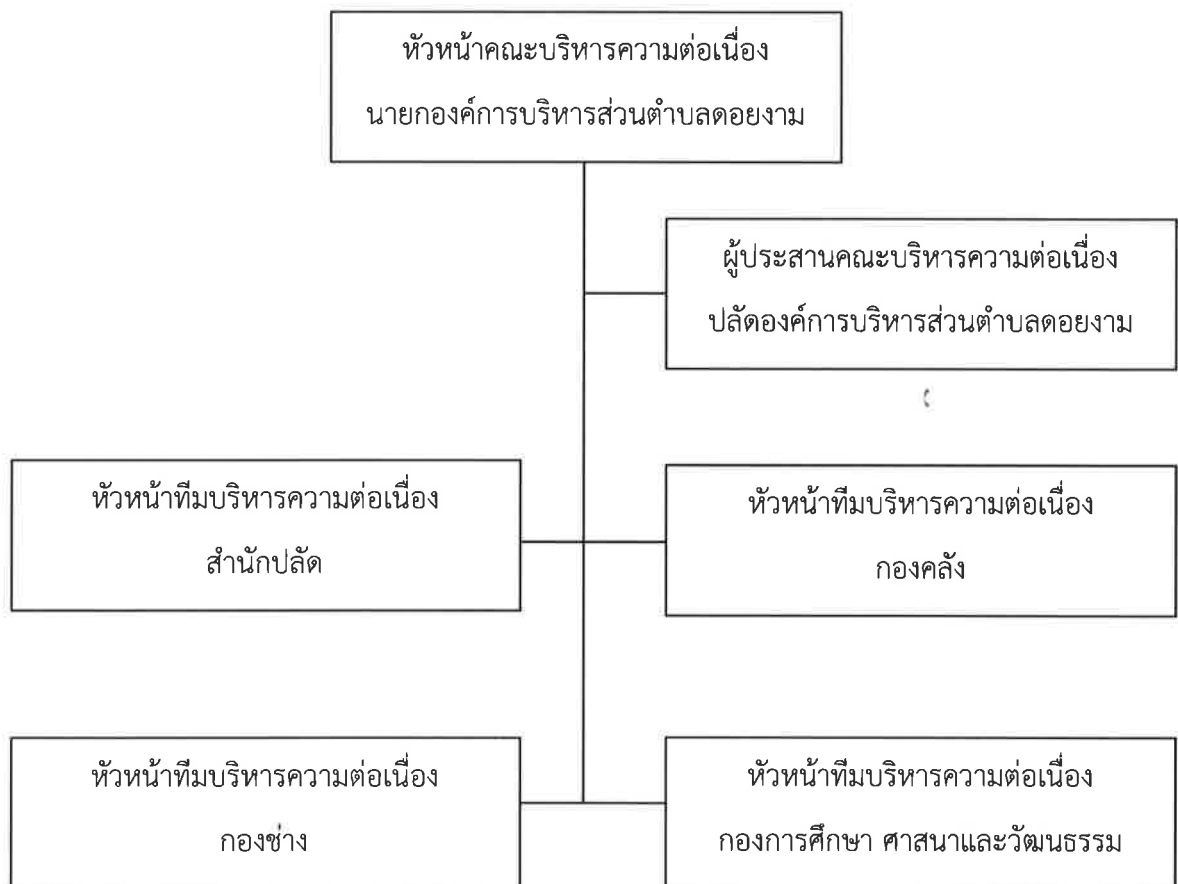 หัวหน้าคณะบริหารความต่อเนื่อง
นายกองค์การบริหารส่วนตำบลดอยงาม
ผู้ประสานคณะบริหารความต่อเนื่อง
ปลัดองค์การบริหารส่วนตำบลดอยงาม
หัวหน้าทีมบริหารความต่อเนื่อง
สำนักปลัด
หัวหน้าทีมบริหารความต่อเนื่อง
กองคลัง
หัวหน้าทีมบริหารความต่อเนื่อง
กองช่าง
หัวหน้าทีมบริหารความต่อเนื่อง
กองการศึกษา ศาสนาและวัฒนธรรม